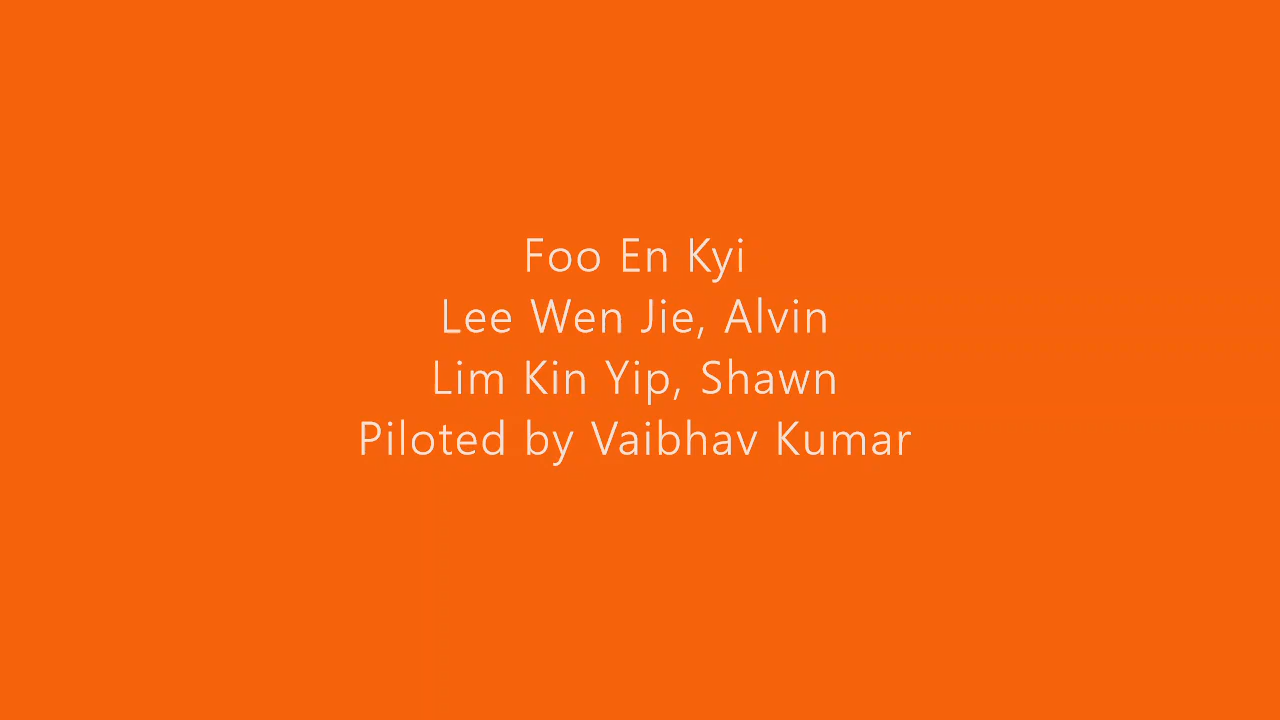 Foo En Kyi
Lee Wen Jie, Alvin
Lim Kin Yip, Shawn
Piloted by Vaibhav Kumar